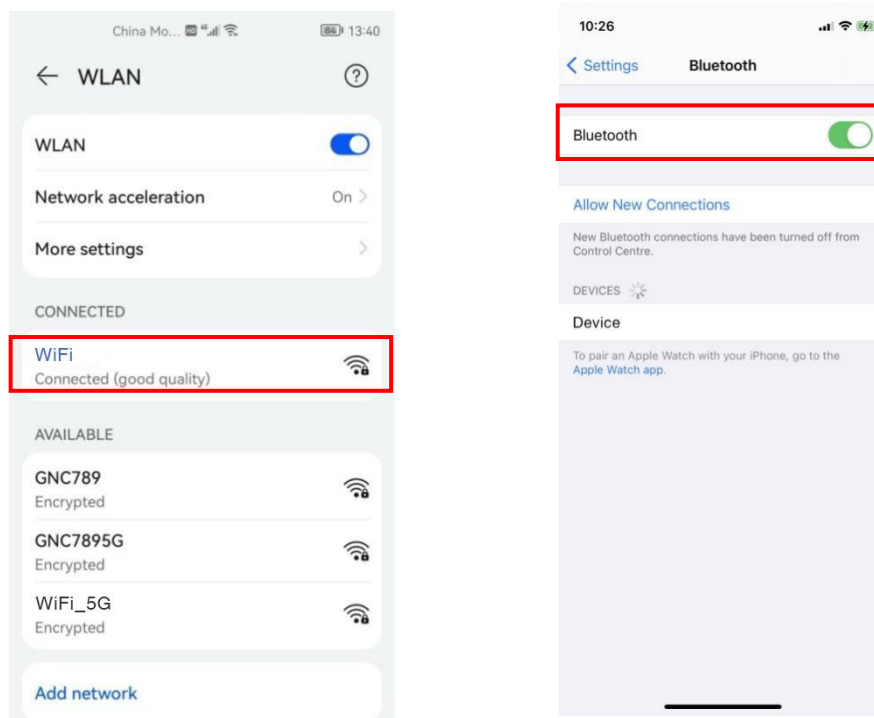 China Mo... 84 13:40
WLAN
WLAN
Network acceleration On
More settings
CONNECTED
WiFi
Connected (good quality)
AVAILABLE
GNC789
Encrypted
GNC7895G
Encrypted
WiFi_5G
Encrypted
Add network
10:26
Settings Bluetooth
Bluetooth
Allow New Connections
New Bluetooth connections have been turned off from
Control Centre.
DEVICES
Device
To pair an Apple Watch with your iPhone, go to the
Apple Watch app.